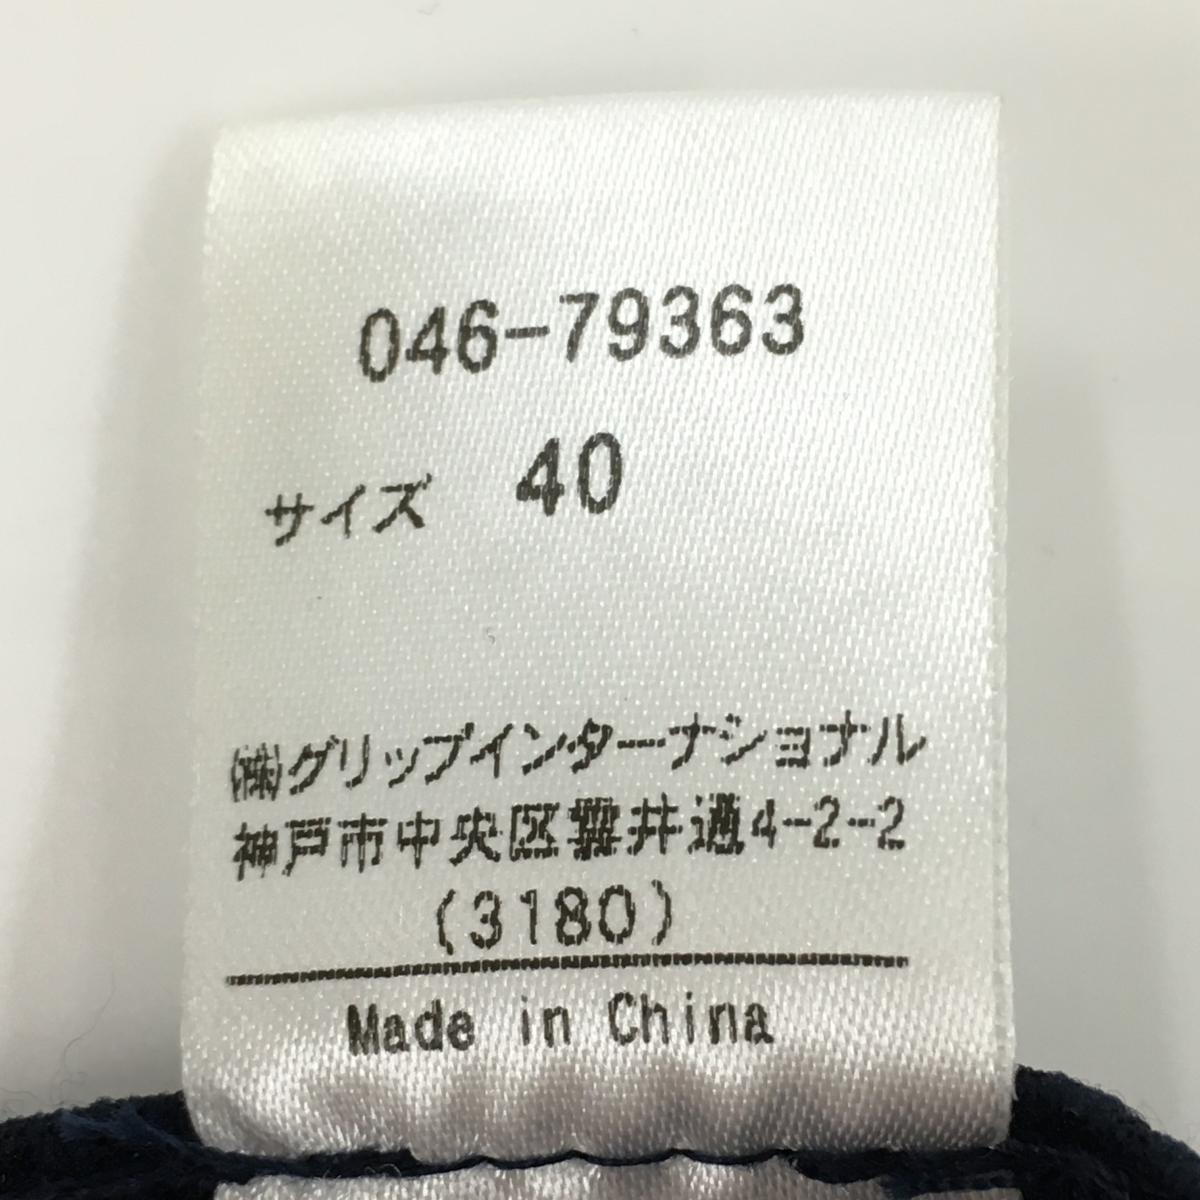 046-79363
サイズ 40
㈱グリップインターナショナル
神戸市中央区雲井通4-2-2
(3180)
Made in China